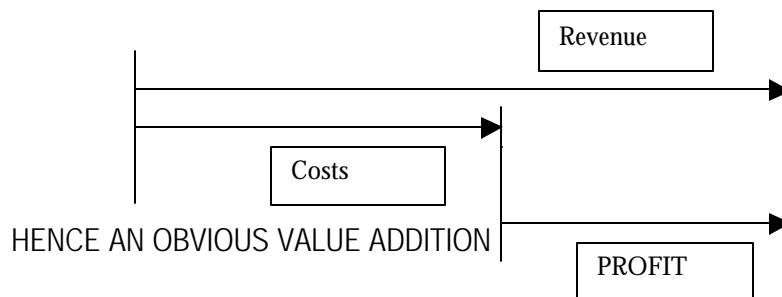 Revenue
Costs
HENCE AN OBVIOUS VALUE ADDITION
PROFIT